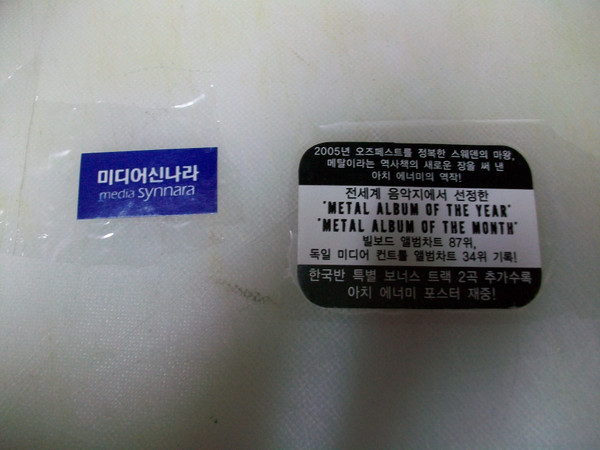 미디어신나라
media synnara
2005년 오즈페스트를 정복한 스웨덴의 마왕,
메탈이라는 역사책의 새로운 장을 써 낸
아치 에너미의 역작!
전세계 음악지에서 선정한
"METAL ALBUM OF THE YEAR"
"METAL ALBUM OF THE MONTH"
빌보드 앨범차트 87위,
독일 미디어 컨트롤 앨범차트 34위 기록!
한국반 특별 보너스 트랙 2곡 추가수록
아치 에너미 포스터 재중!